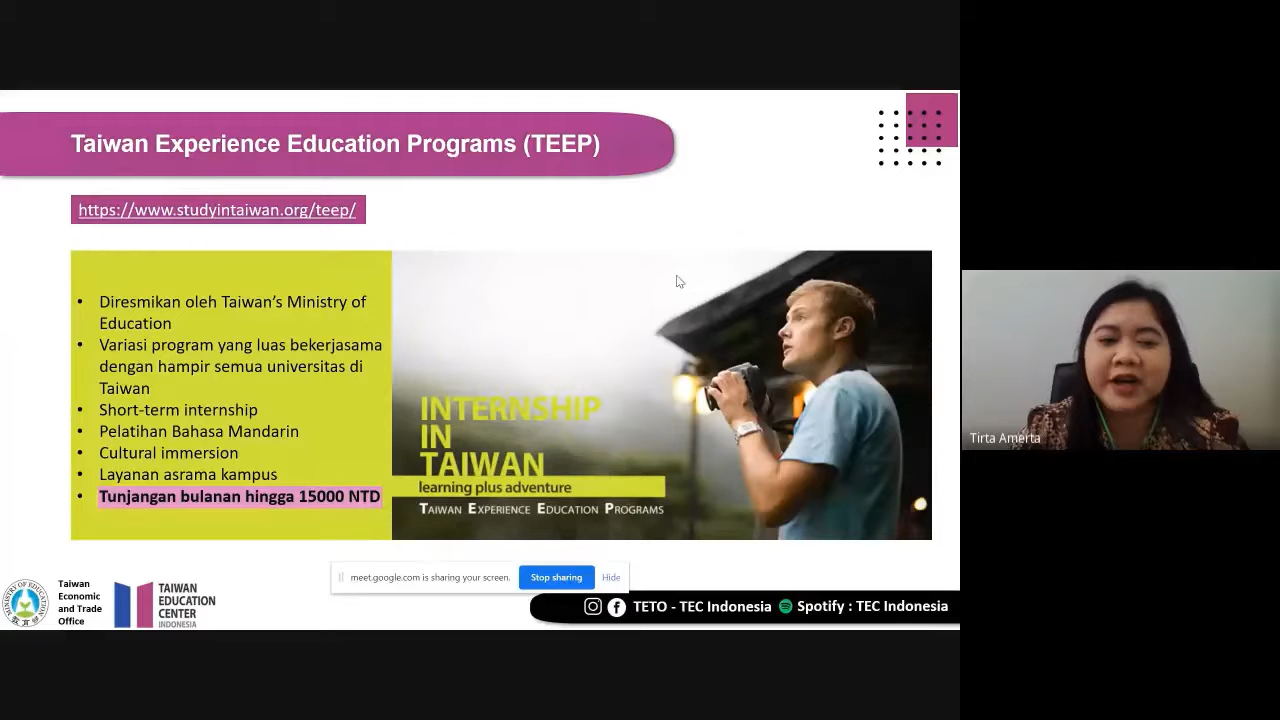 Taiwan Experience Education Programs (TEEP)
https://www.studyintaiwan.org/teep/
• Diresmikan oleh Taiwan's Ministry of
Education
• Variasi program yang luas bekerjasama
dengan hampir semua universitas di
Taiwan
• Short-term internship
• Pelatihan Bahasa Mandarin
• Cultural immersion
• Layanan asrama kampus
• Tunjangan bulanan hingga 15000 NTD
INTERNSHIP
IN
TAIWAN
learning plus adventure
TAIWAN EXPERIENCE EDUCATION PROGRAMS
Tirta Amerta
meet.google.com is sharing your screen.
Stop sharing
Hide
MINISTRY OF EDUCATION
Taiwan
Economic
and Trade
Office
TAIWAN
EDUCATION
CENTER
INDONESIA
TETO - TEC Indonesia
Spotify : TEC Indonesia